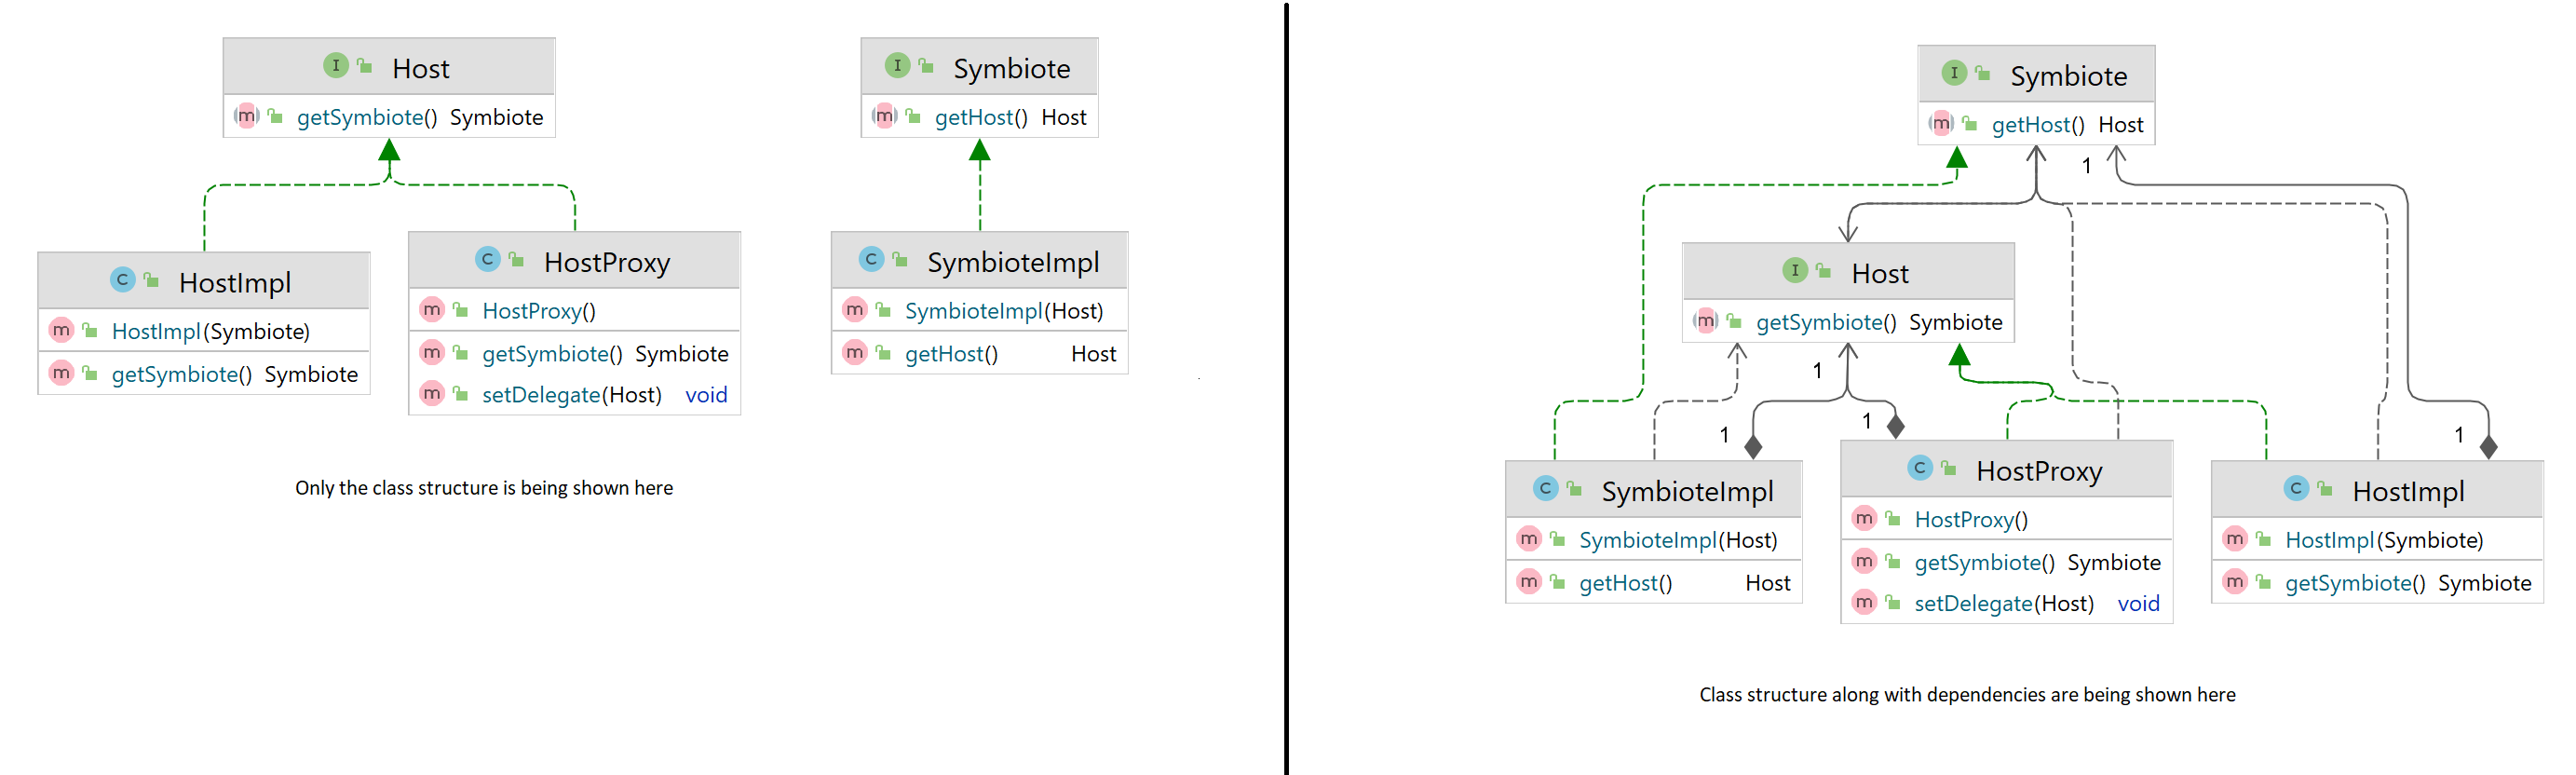 I Host
m getSymbiote() Symbiote
I Symbiote
m getHost() Host
C HostImpl
m HostImpl(Symbiote)
m getSymbiote() Symbiote
C HostProxy
m HostProxy()
m getSymbiote() Symbiote
m setDelegate(Host) void
C SymbioteImpl
m SymbioteImpl(Host)
m getHost() Host
Only the class structure is being shown here
I Symbiote
m getHost() Host
1
I Host
m getSymbiote() Symbiote
1
1
1
1
C SymbioteImpl
m SymbioteImpl(Host)
m getHost() Host
C HostProxy
m HostProxy()
m getSymbiote() Symbiote
m setDelegate(Host) void
C HostImpl
m HostImpl(Symbiote)
m getSymbiote() Symbiote
Class structure along with dependencies are being shown here